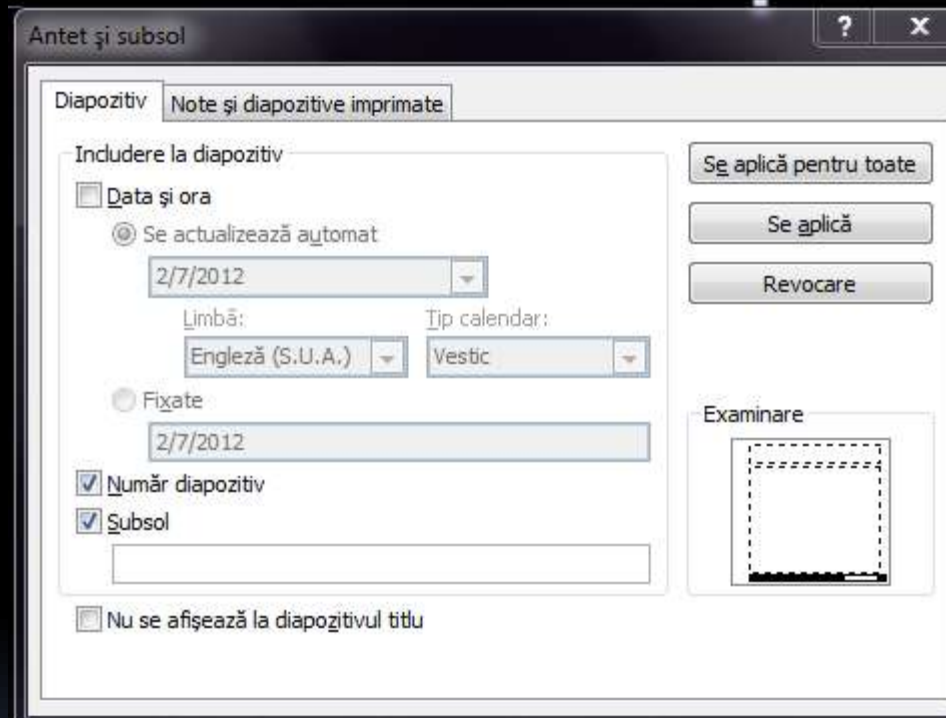 Antet şi subsol
?
X
Diapozitiv
Note şi diapozitive imprimate
Includere la diapozitiv
Data şi ora
Se actualizează automat
2/7/2012
Limbă:
Tip calendar:
Engleză (S.U.A.)
Vestic
Fixate
2/7/2012
Număr diapozitiv
Subsol
Nu se afişează la diapozitivul titlu
Se aplică pentru toate
Se aplică
Revocare
Examinare